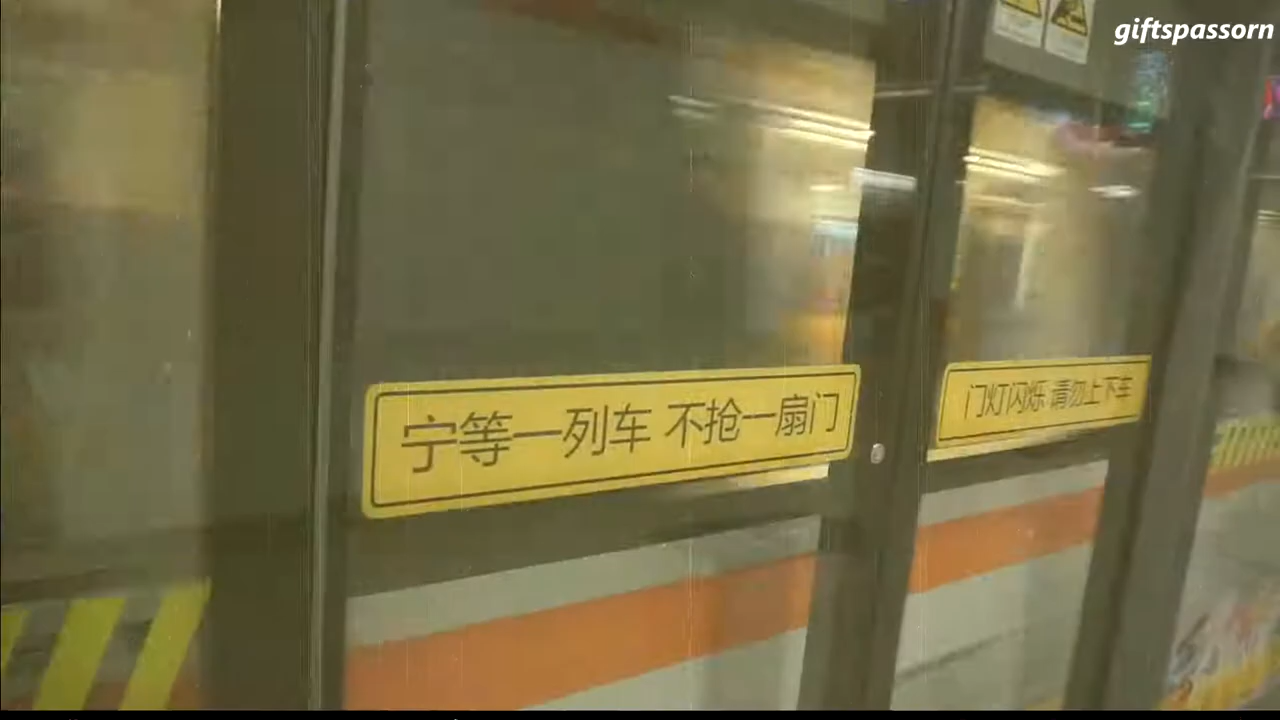 giftspassorn
宁等一列车 不抢一扇门
门灯闪烁 请勿上下车